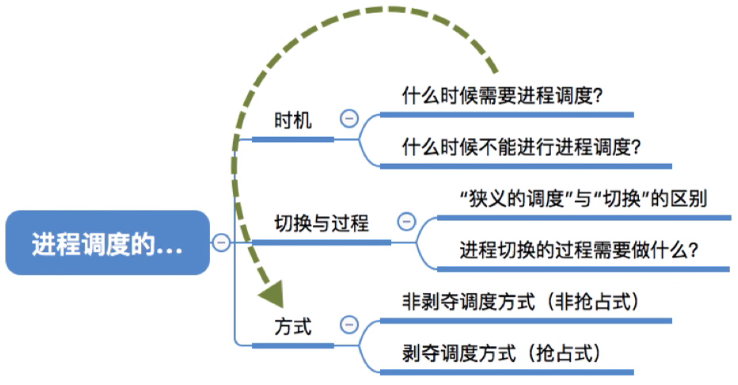 什么时候需要进程调度?
时机
什么时候不能进行进程调度?
“狭义的调度”与“切换”的区别
切换与过程
进程调度的...
进程切换的过程需要做什么?
非剥夺调度方式（非抢占式）
方式
剥夺调度方式（抢占式）